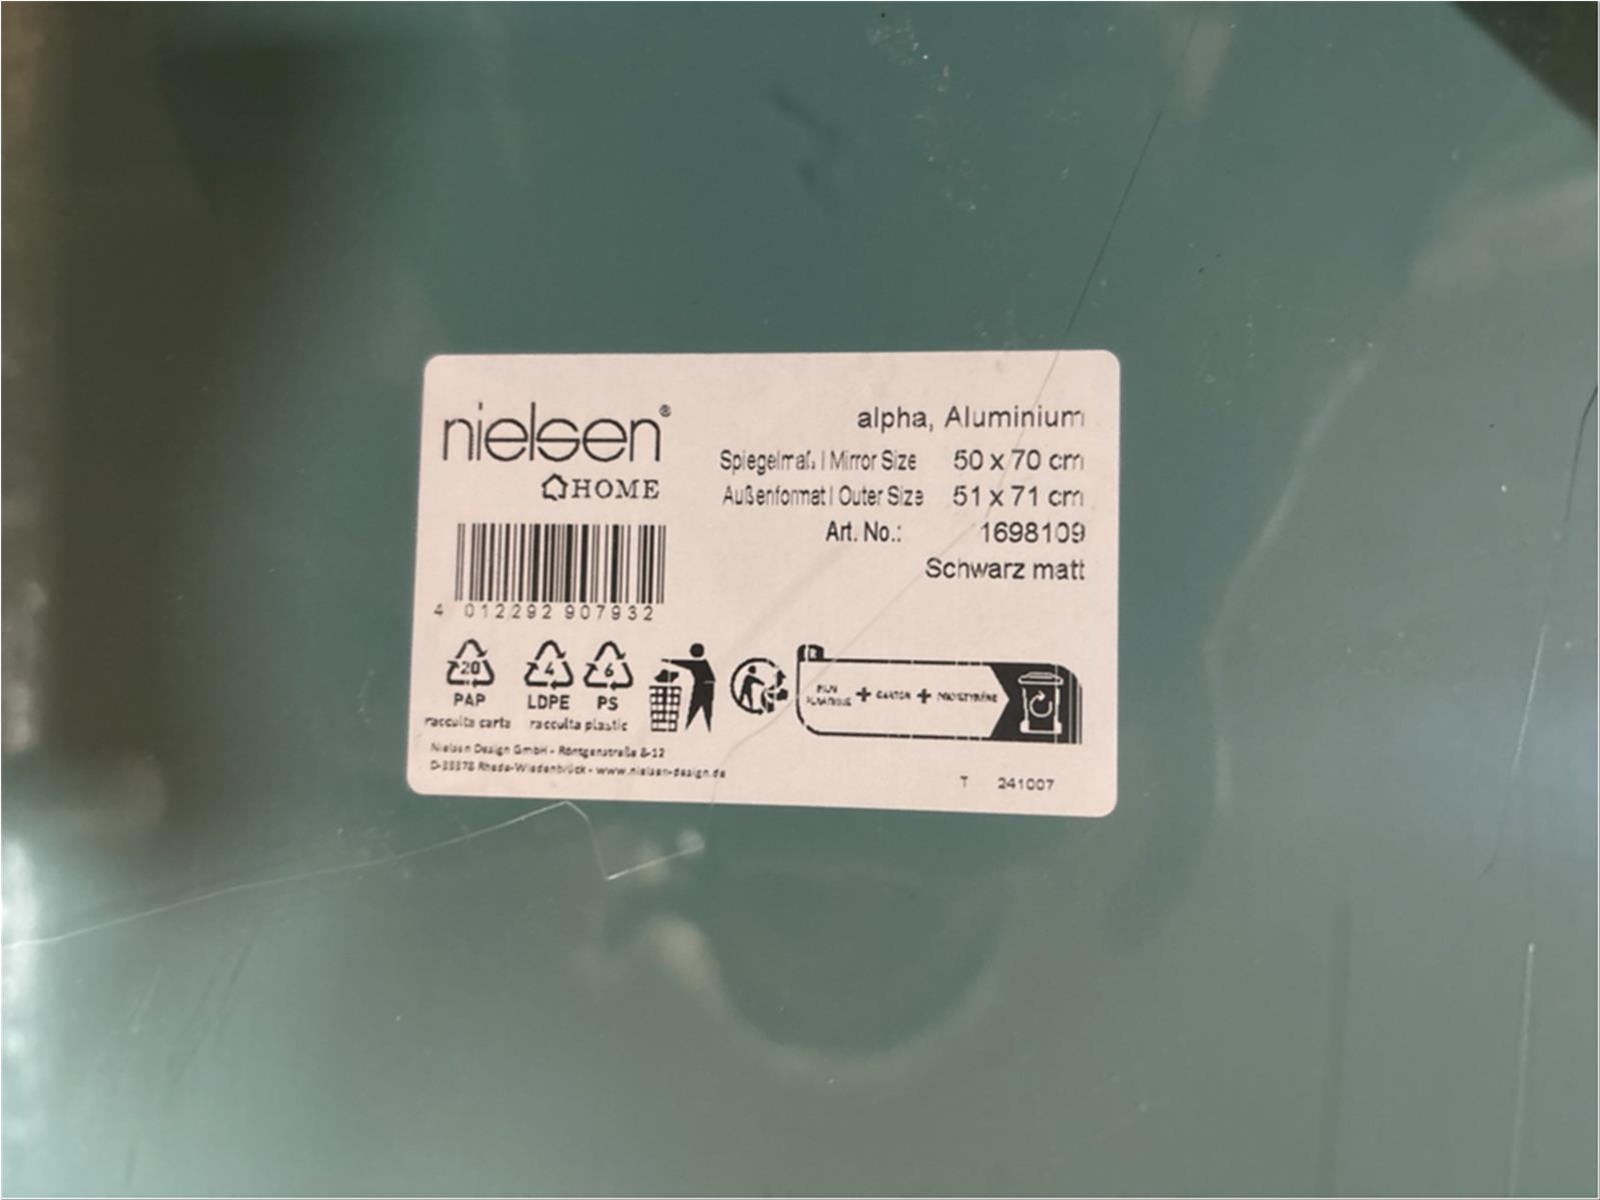 nielsen®
HOME
alpha, Aluminium
Spiegelmaß | Mirror Size 50 x 70 cm
Außenformat | Outer Size 51 x 71 cm
Art. No.: 1698109
Schwarz matt
4 012292 907932
20 4 6
PAP LDPE PS
raccolta carta raccolta plastic
+ CARTON + POLYSTYRÈNE
Nielsen Design GmbH - Röntgenstraße 8-12
Rheda-Wiedenbrück - www.nielsen-design.de
T 241007